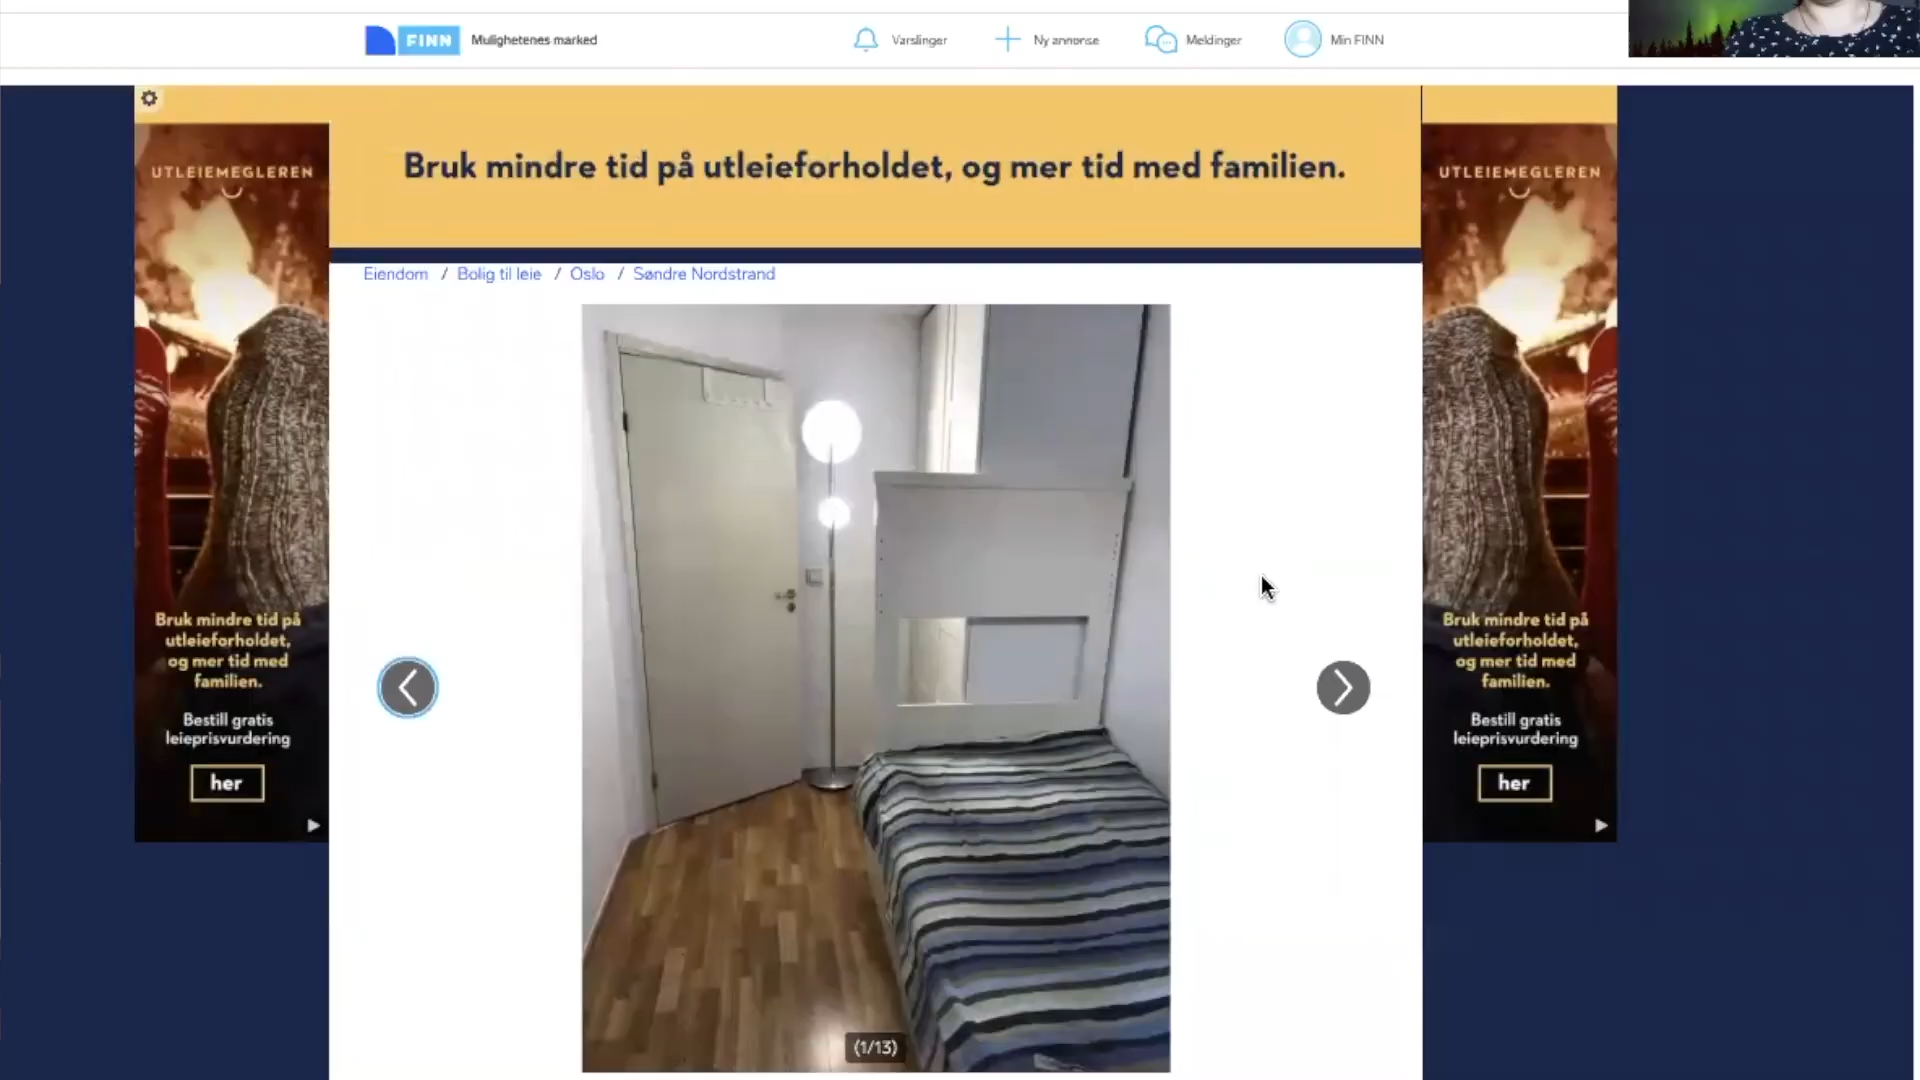 FINN Mulighetenes marked Varslinger Ny annonse Meldinger Min FINN
UTLEIEMEGLEREN
Bruk mindre tid på utleieforholdet, og mer tid med familien.
UTLEIEMEGLEREN
Eiendom / Bolig til leie / Oslo / Søndre Nordstrand
Bruk mindre tid på
utleieforholdet,
og mer tid med
familien.
Bestill gratis
leieprisvurdering
her
Bruk mindre tid på
utleieforholdet,
og mer tid med
familien.
Bestill gratis
leieprisvurdering
her
(1/13)